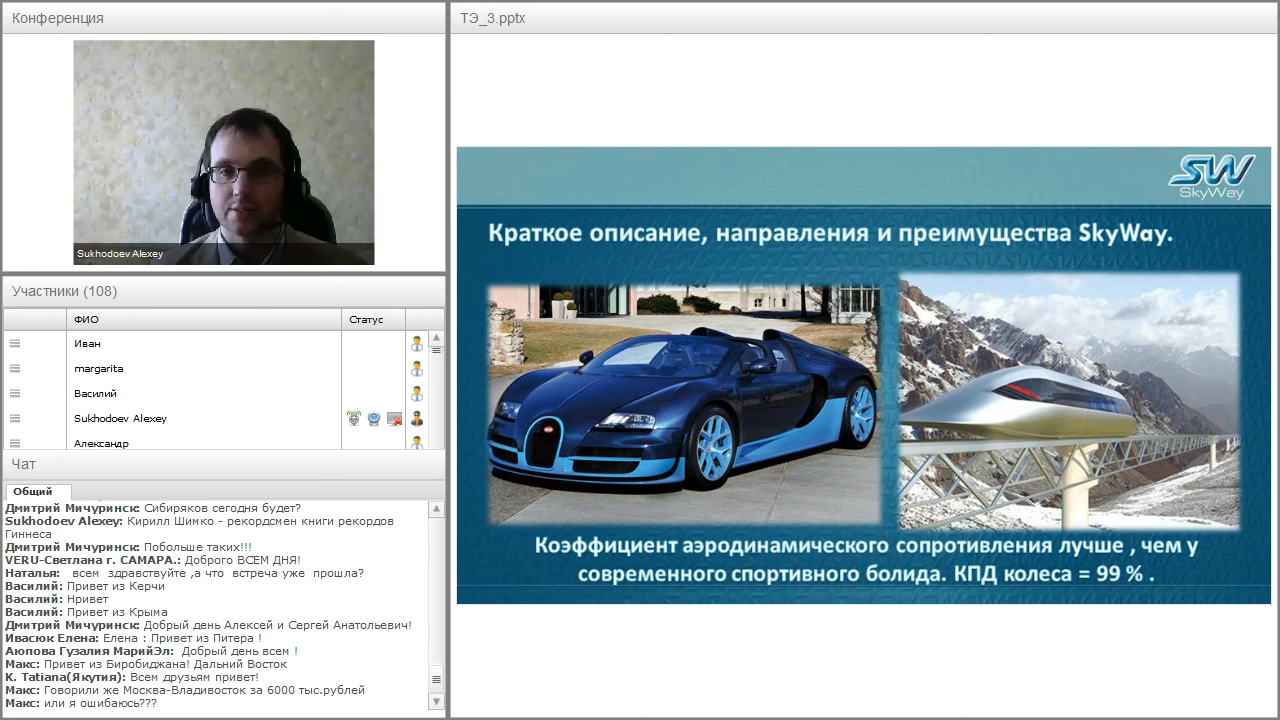 Конференция
Sukhodoev Alexey
Участники (108)
ФИО
Статус
Иван
margarita
Василий
Sukhodoev Alexey
Александр
Чат
Общий
Дмитрий Мичуринск: Сибиряков сегодня будет?
Sukhodoev Alexey: Кирилл Шимко - рекордсмен книги рекордов
Гиннеса
Дмитрий Мичуринск: Побольше таких!!!
VERU-Светлана г. САМАРА.: Доброго ВСЕМ ДНЯ!
Наталья: всем здравствуйте ,а что встреча уже прошла?
Василий: Привет из Керчи
Василий: Нривет
Василий: Привет из Крыма
Дмитрий Мичуринск: Добрый день Алексей и Сергей Анатольевич!
Ивасюк Елена: Елена : Привет из Питера !
Аюпова Гузалия МарийЭл: Добрый день всем !
Макс: Привет из Биробиджана! Дальний Восток
К. Tatiana(Якутия): Всем друзьям привет!
Макс: Говорили же Москва-Владивосток за 6000 тыс.рублей
Макс: или я ошибаюсь???
ТЭ_3.pptx
SW
SkyWay
Краткое описание, направления и преимущества SkyWay.
Коэффициент аэродинамического сопротивления лучше , чем у
современного спортивного болида. КПД колеса = 99 % .